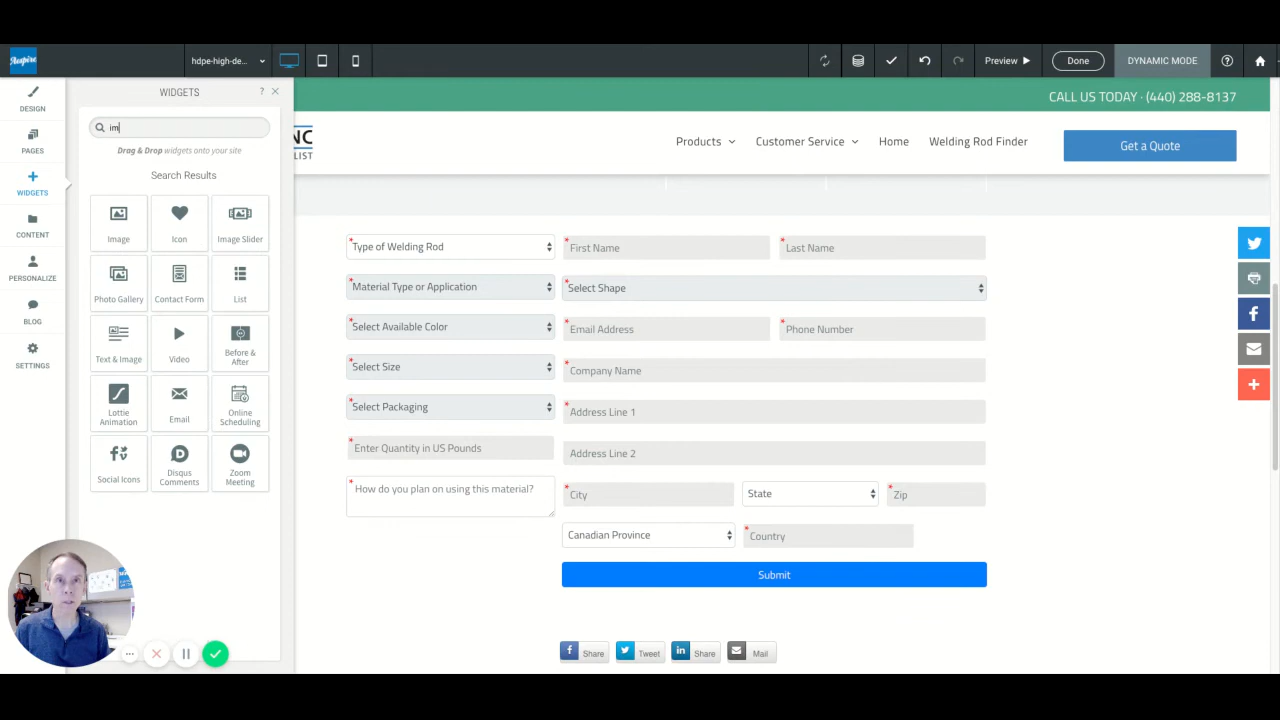 Aspire
hdpe-high-de...
Preview
Done
DYNAMIC MODE
DESIGN
PAGES
WIDGETS
CONTENT
PERSONALIZE
BLOG
SETTINGS
WIDGETS
?
im
Drag & Drop widgets onto your site
Search Results
Image
Icon
Image Slider
Photo Gallery
Contact Form
List
Text & Image
Video
Before &
After
Lottie
Animation
Email
Online
Scheduling
Social Icons
Disqus
Comments
Zoom
Meeting
CALL US TODAY · (440) 288-8137
NC
LIST
Products
Customer Service
Home
Welding Rod Finder
Get a Quote
*Type of Welding Rod
*First Name
*Last Name
*Material Type or Application
*Select Shape
*Select Available Color
*Email Address
*Phone Number
*Select Size
*Company Name
*Select Packaging
*Address Line 1
*Enter Quantity in US Pounds
Address Line 2
*How do you plan on using this material?
*City
State
*Zip
Canadian Province
*Country
Submit
Share
Tweet
Share
Mail